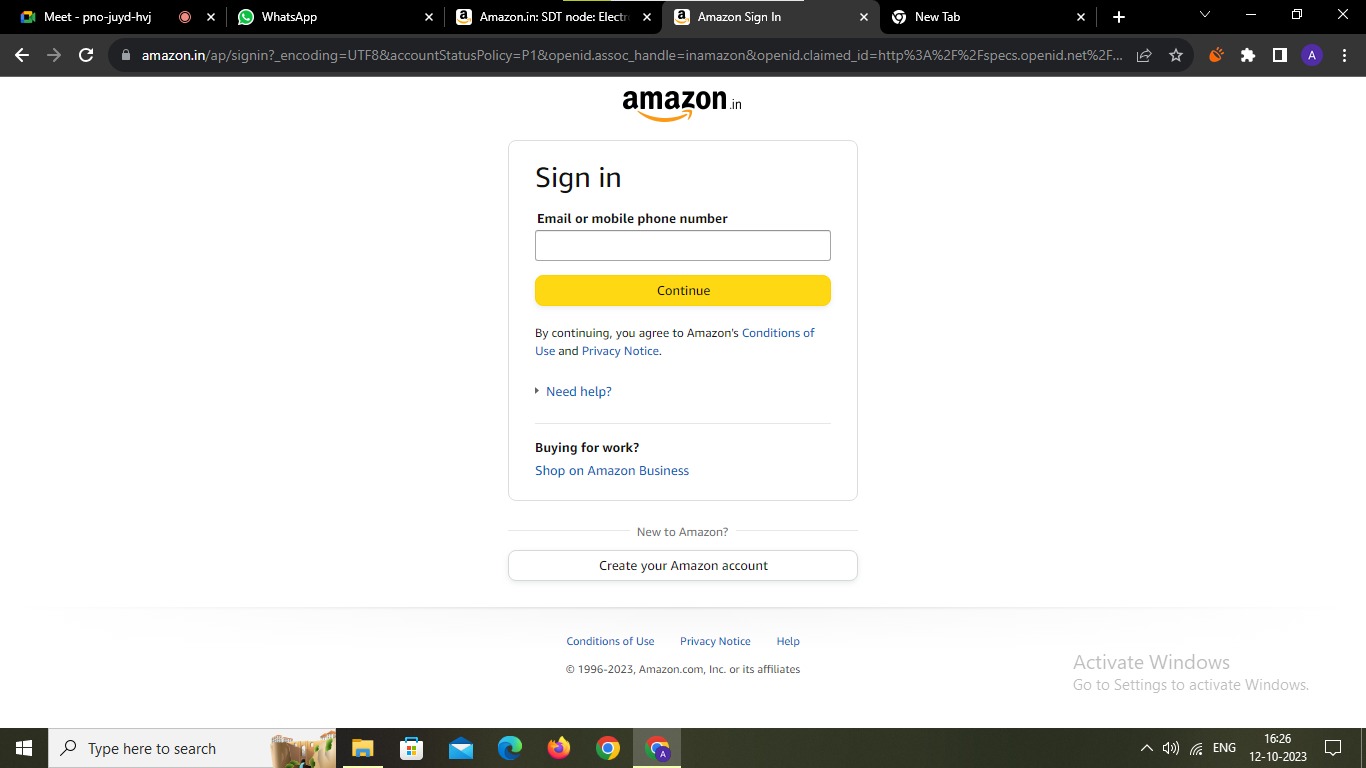 Meet - pno-juyd-hvj
WhatsApp
Amazon.in: SDT node: Electr
Amazon Sign In
New Tab
amazon.in/ap/signin?_encoding=UTF8&accountStatusPolicy=P1&openid.assoc_handle=inamazon&openid.claimed_id=http%3A%2F%2Fspecs.openid.net%2F...
A
amazon.in
Sign in
Email or mobile phone number
Continue
By continuing, you agree to Amazon's Conditions of
Use and Privacy Notice.
Need help?
Buying for work?
Shop on Amazon Business
New to Amazon?
Create your Amazon account
Conditions of Use Privacy Notice Help
© 1996-2023, Amazon.com, Inc. or its affiliates
Activate Windows
Go to Settings to activate Windows.
Type here to search
A
ENG
16:26
12-10-2023